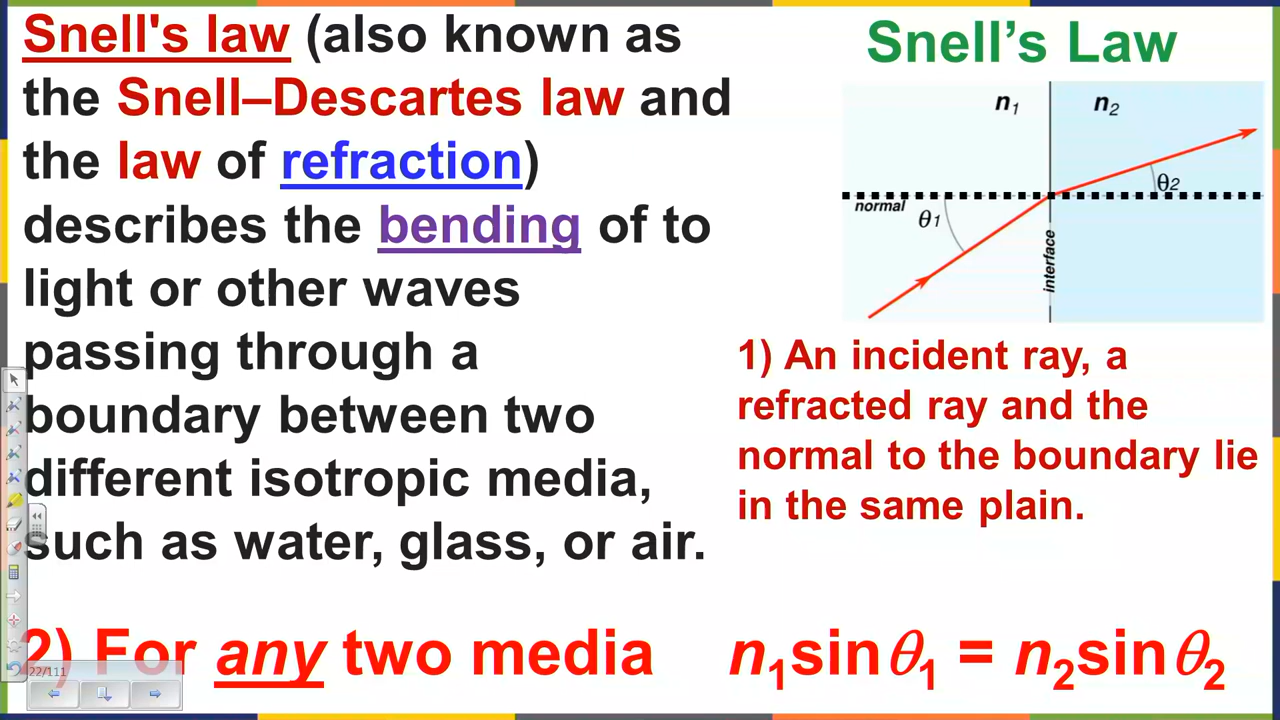 Snell's law (also known as
the Snell–Descartes law and
the law of refraction)
describes the bending of to
light or other waves
passing through a
boundary between two
different isotropic media,
such as water, glass, or air.
Snell’s Law
n1 n2
normal
θ1
θ2
interface
1) An incident ray, a
refracted ray and the
normal to the boundary lie
in the same plain.
2) For any two media n1sinθ1 = n2sinθ2
22/111